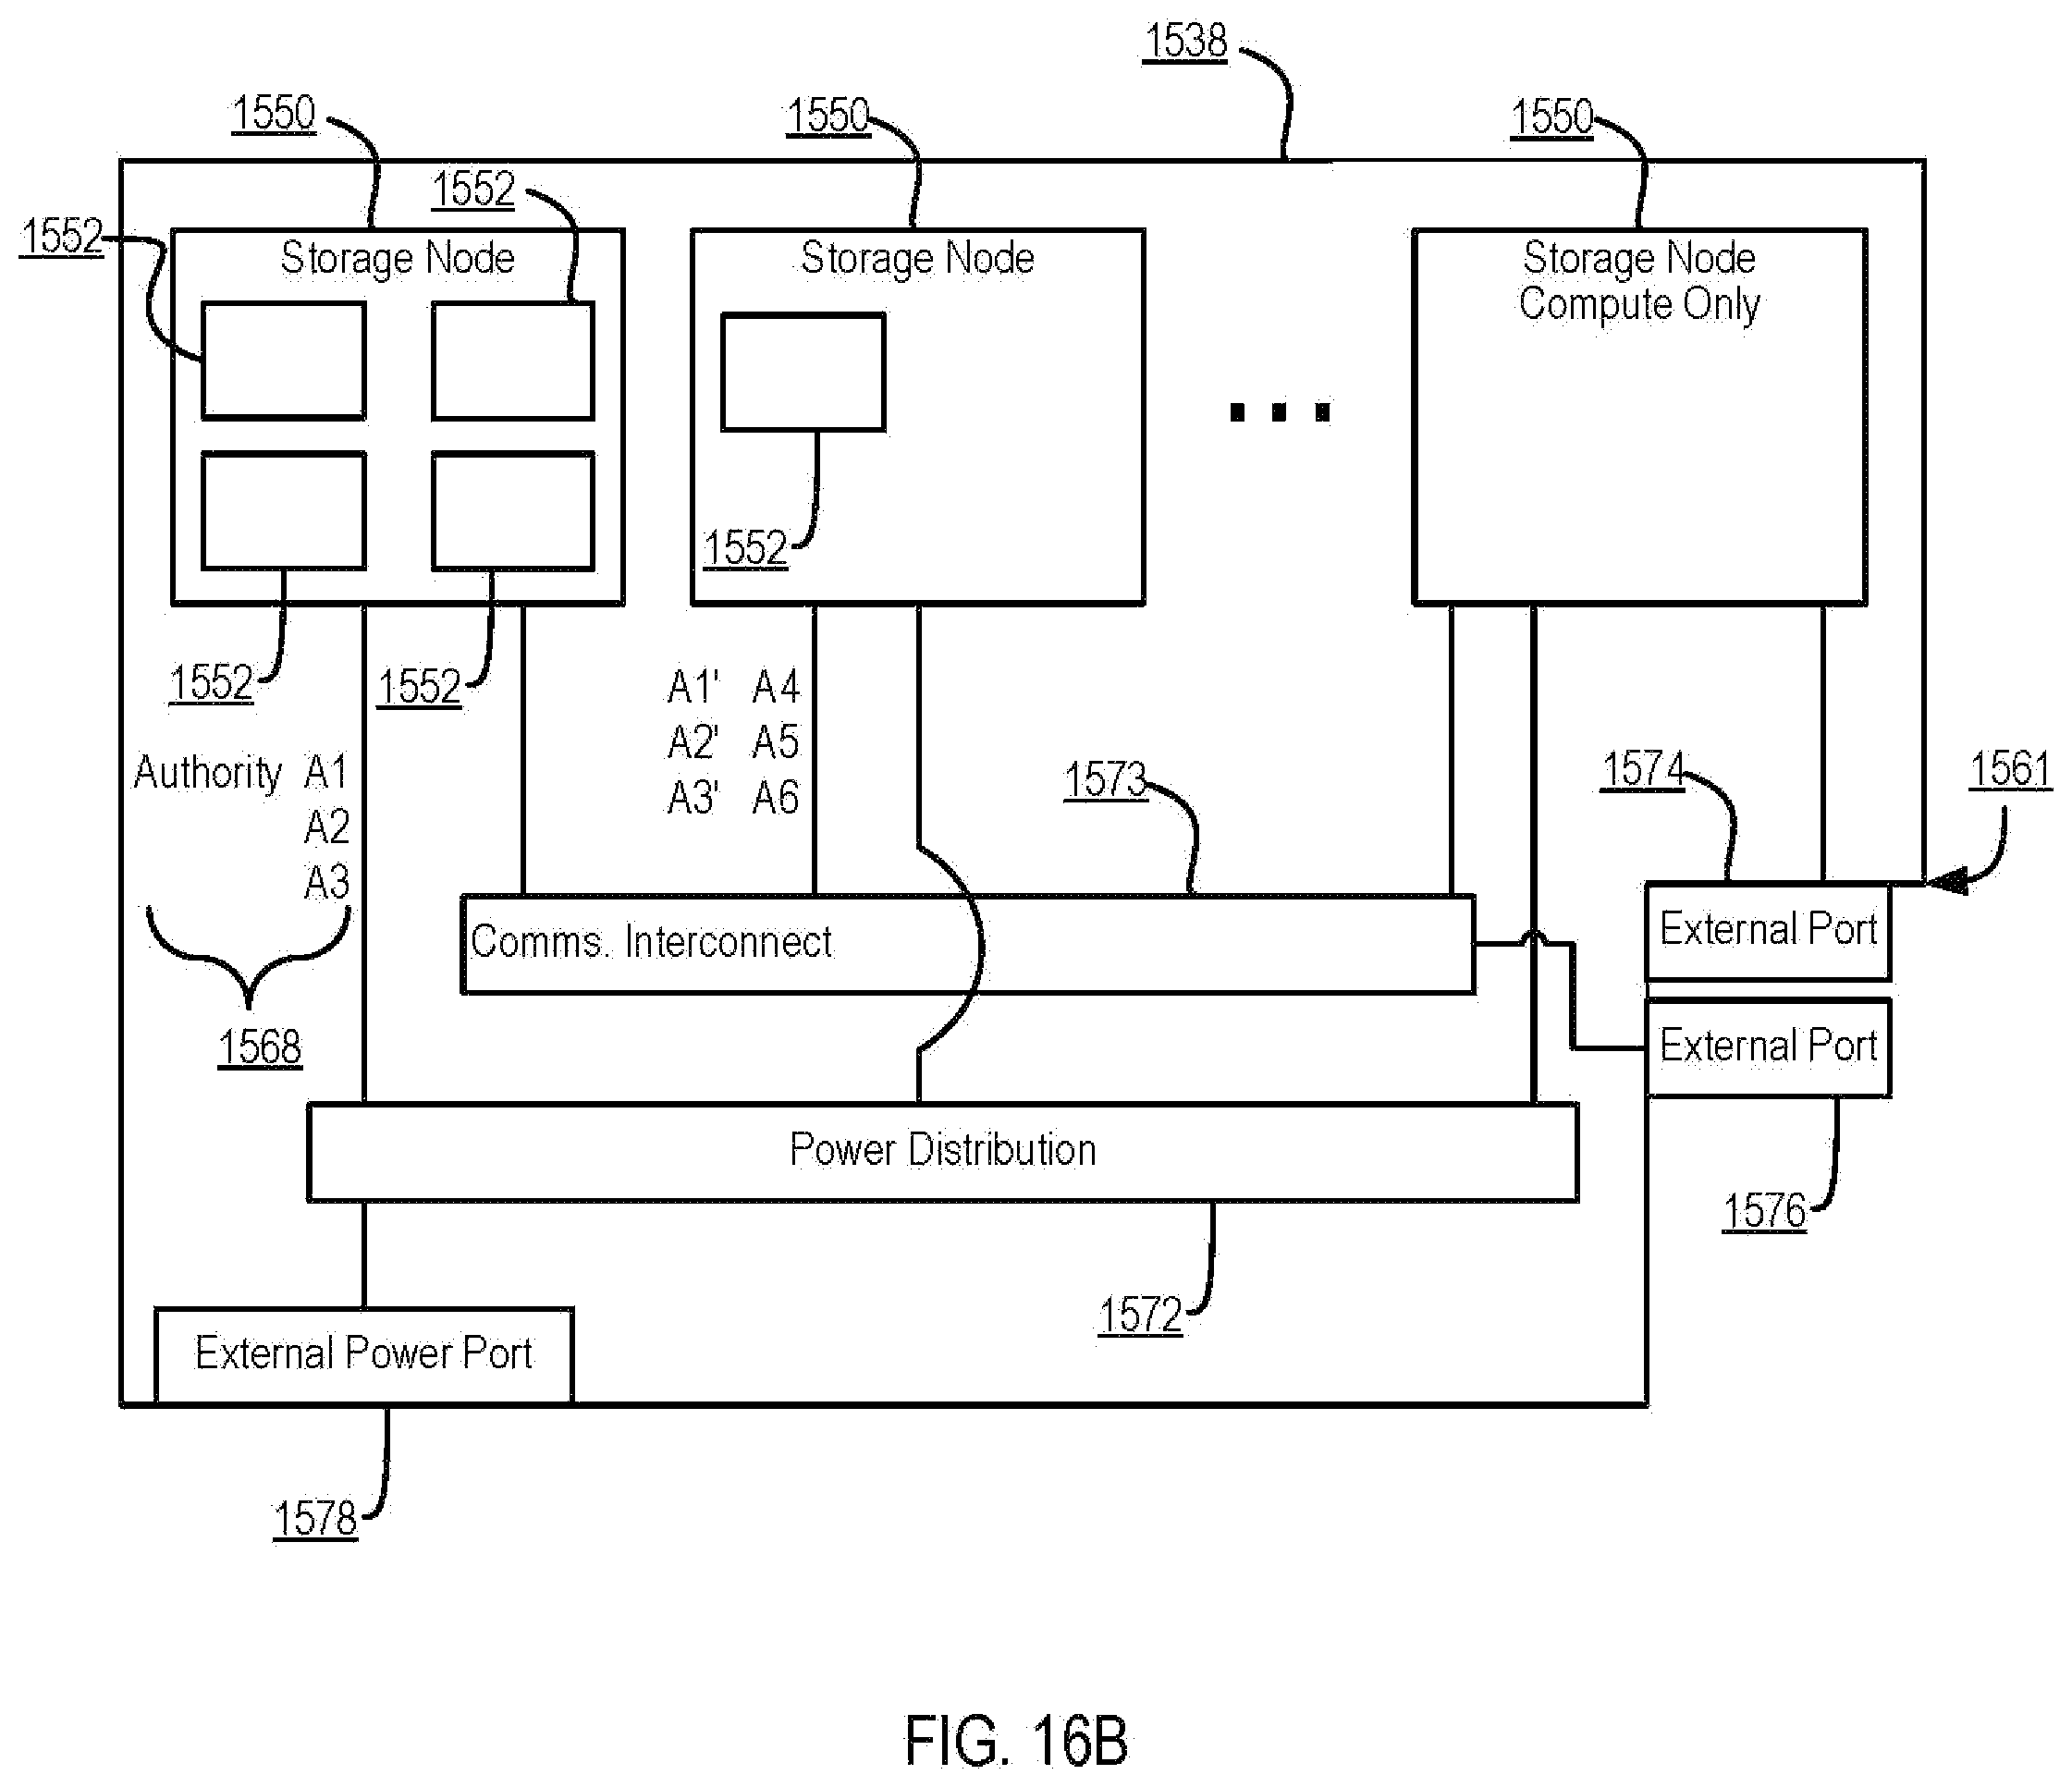 1538
1550
1550
1550
1552
1552
Storage Node
Storage Node
Storage Node
Compute Only
1552
1552
1552
A1' A4
A2' A5
A3' A6
Authority A1
A2
A3
1573
1574
1561
Comms. Interconnect
External Port
1568
External Port
Power Distribution
1576
1572
External Power Port
1578
FIG. 16B